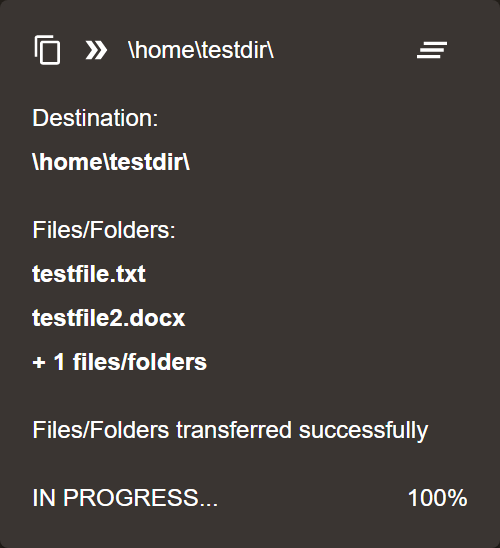 \home\testdir\
Destination:
\home\testdir\
Files/Folders:
testfile.txt
testfile2.docx
+ 1 files/folders
Files/Folders transferred successfully
IN PROGRESS... 100%